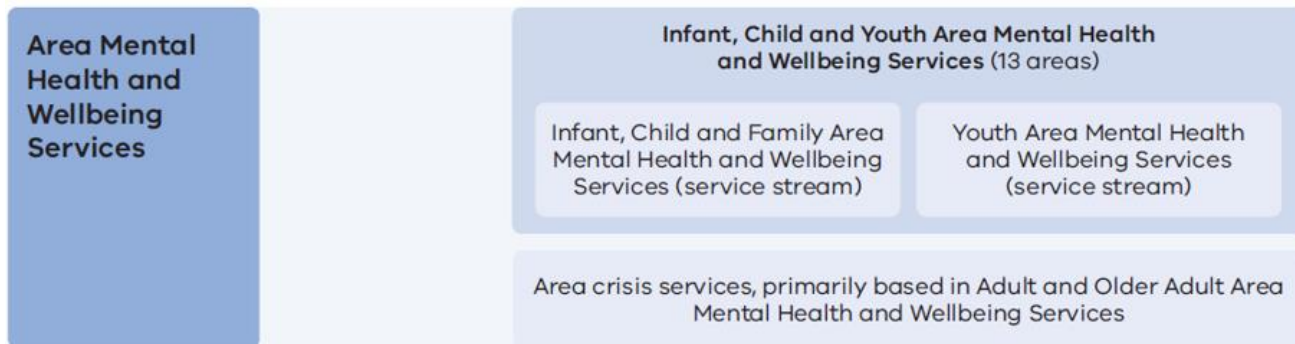 Area Mental
Health and
Wellbeing
Services
Infant, Child and Youth Area Mental Health
and Wellbeing Services (13 areas)
Infant, Child and Family Area
Mental Health and Wellbeing
Services (service stream)
Youth Area Mental Health
and Wellbeing Services
(service stream)
Area crisis services, primarily based in Adult and Older Adult Area
Mental Health and Wellbeing Services